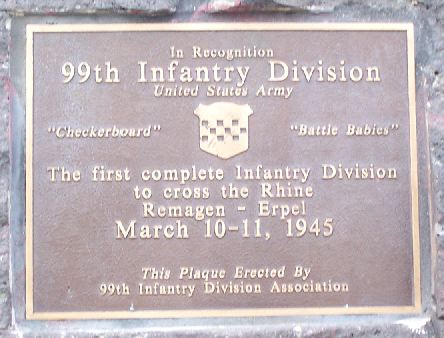 In Recognition
99th Infantry Division
United States Army
"Checkerboard" "Battle Babies"
The first complete Infantry Division
to cross the Rhine
Remagen - Erpel
March 10-11, 1945
This Plaque Erected By
99th Infantry Division Association